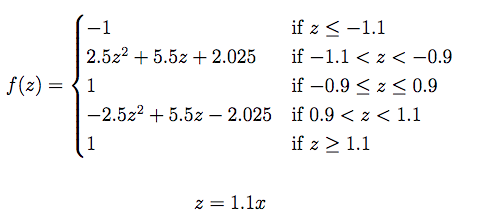 f(z) = { −1 if z ≤ −1.1
2.5z² + 5.5z + 2.025 if −1.1 < z < −0.9
1 if −0.9 ≤ z ≤ 0.9
−2.5z² + 5.5z − 2.025 if 0.9 < z < 1.1
1 if z ≥ 1.1
z = 1.1x